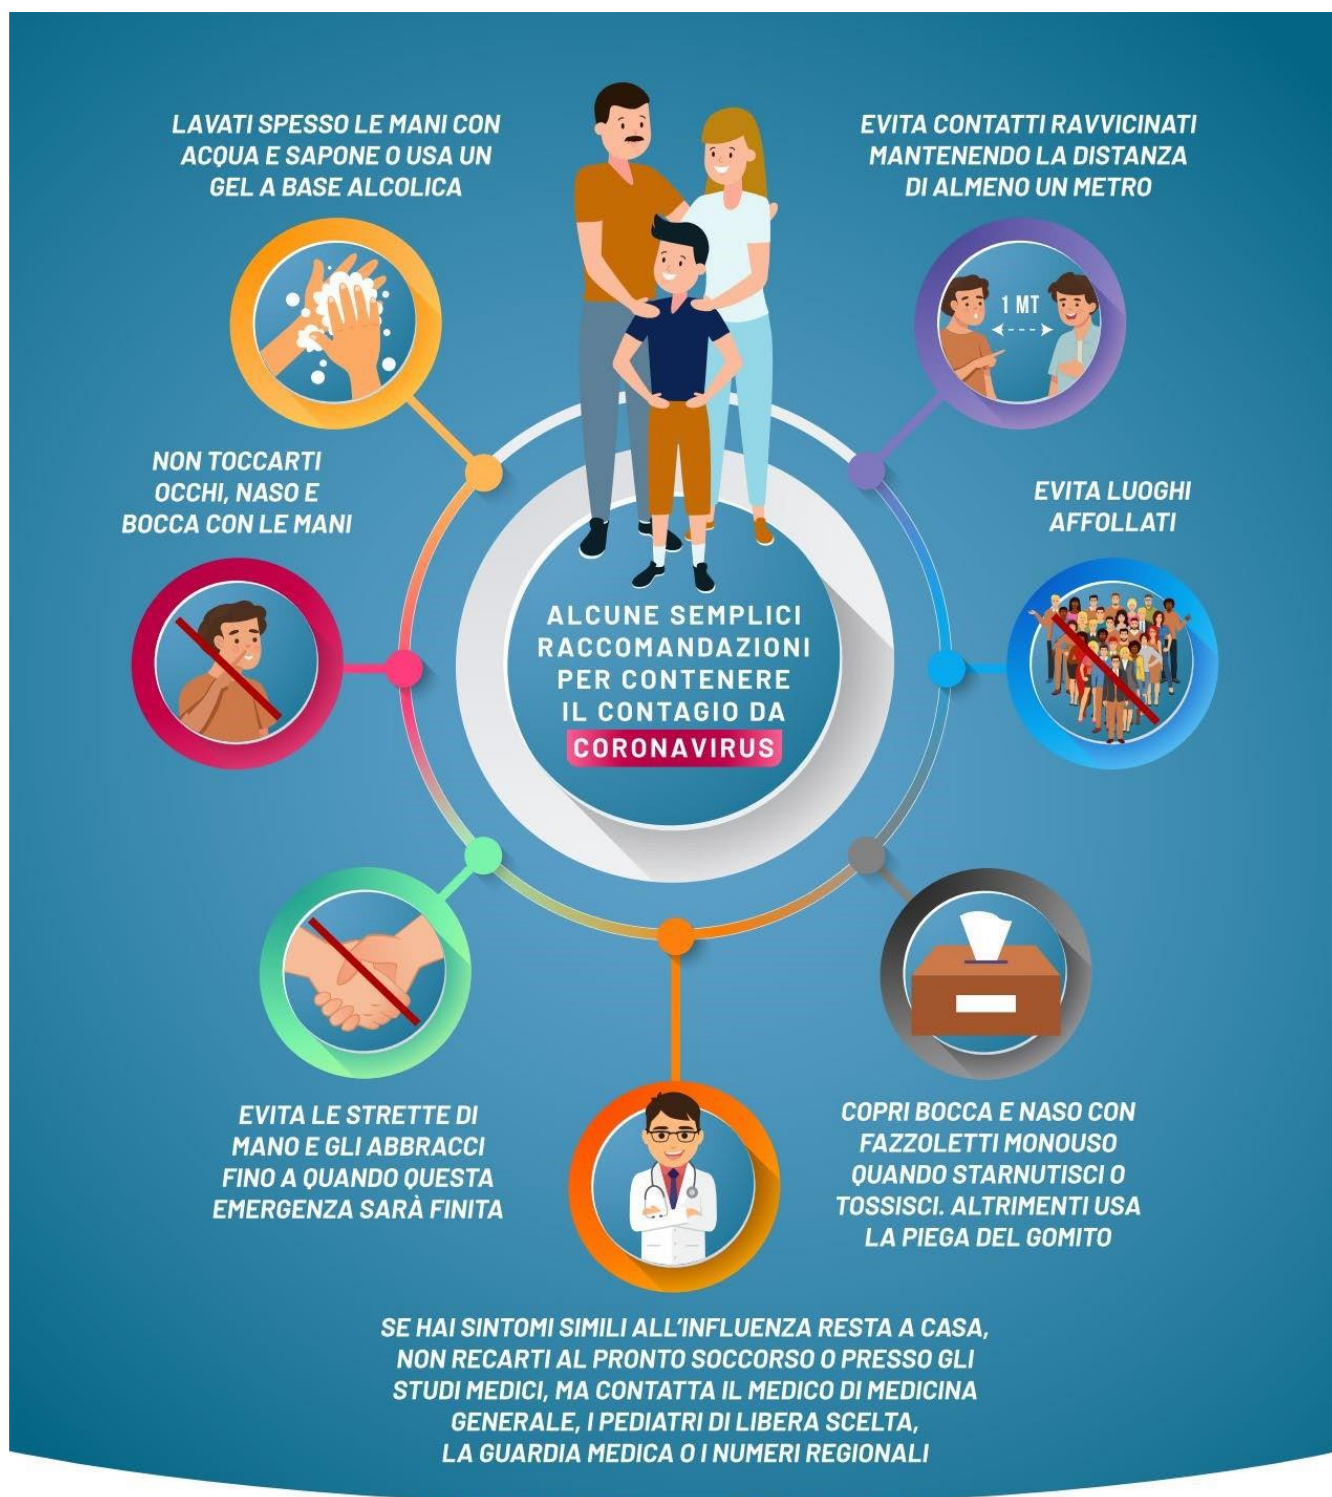 LAVATI SPESSO LE MANI CON
ACQUA E SAPONE O USA UN
GEL A BASE ALCOLICA
EVITA CONTATTI RAVVICINATI
MANTENENDO LA DISTANZA
DI ALMENO UN METRO
1 MT
NON TOCCARTI
OCCHI, NASO E
BOCCA CON LE MANI
EVITA LUOGHI
AFFOLLATI
ALCUNE SEMPLICI
RACCOMANDAZIONI
PER CONTENERE
IL CONTAGIO DA
CORONAVIRUS
EVITA LE STRETTE DI
MANO E GLI ABBRACCI
FINO A QUANDO QUESTA
EMERGENZA SARÀ FINITA
COPRI BOCCA E NASO CON
FAZZOLETTI MONOUSO
QUANDO STARNUTISCI O
TOSSISCI. ALTRIMENTI USA
LA PIEGA DEL GOMITO
SE HAI SINTOMI SIMILI ALL'INFLUENZA RESTA A CASA,
NON RECARTI AL PRONTO SOCCORSO O PRESSO GLI
STUDI MEDICI, MA CONTATTA IL MEDICO DI MEDICINA
GENERALE, I PEDIATRI DI LIBERA SCELTA,
LA GUARDIA MEDICA O I NUMERI REGIONALI